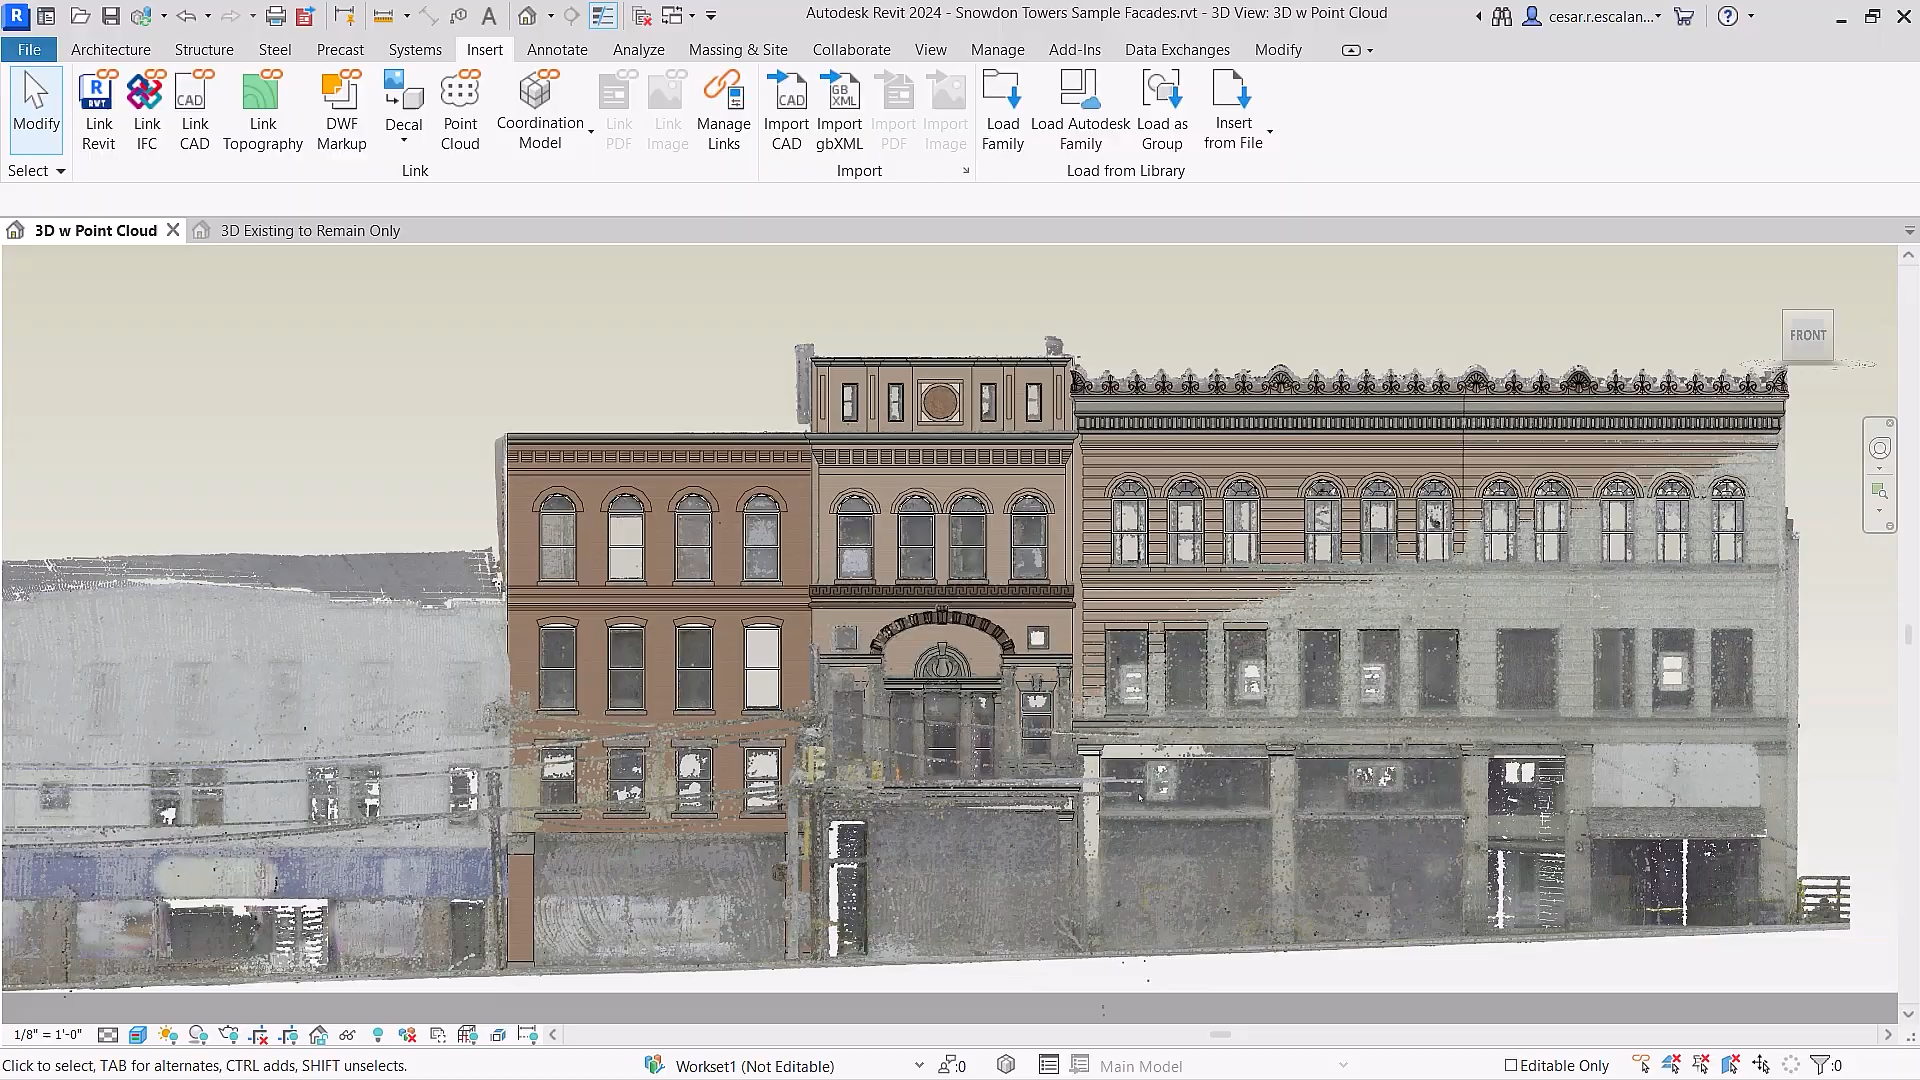 Autodesk Revit 2024 - Snowdon Towers Sample Facades.rvt - 3D View: 3D w Point Cloud
cesar.r.escalan...
File Architecture Structure Steel Precast Systems Insert Annotate Analyze Massing & Site Collaborate View Manage Add-Ins Data Exchanges Modify
Modify
Link Revit
Link IFC
Link CAD
Link Topography
DWF Markup
Decal
Point Cloud
Coordination Model
Link PDF
Link Image
Manage Links
Import CAD
Import gbXML
Import PDF
Import Image
Load Family
Load Autodesk Family
Load as Group
Insert from File
Select
Link
Import
Load from Library
3D w Point Cloud
3D Existing to Remain Only
FRONT
1/8" = 1'-0"
Click to select, TAB for alternates, CTRL adds, SHIFT unselects.
Workset1 (Not Editable)
:0
Main Model
Editable Only
:0